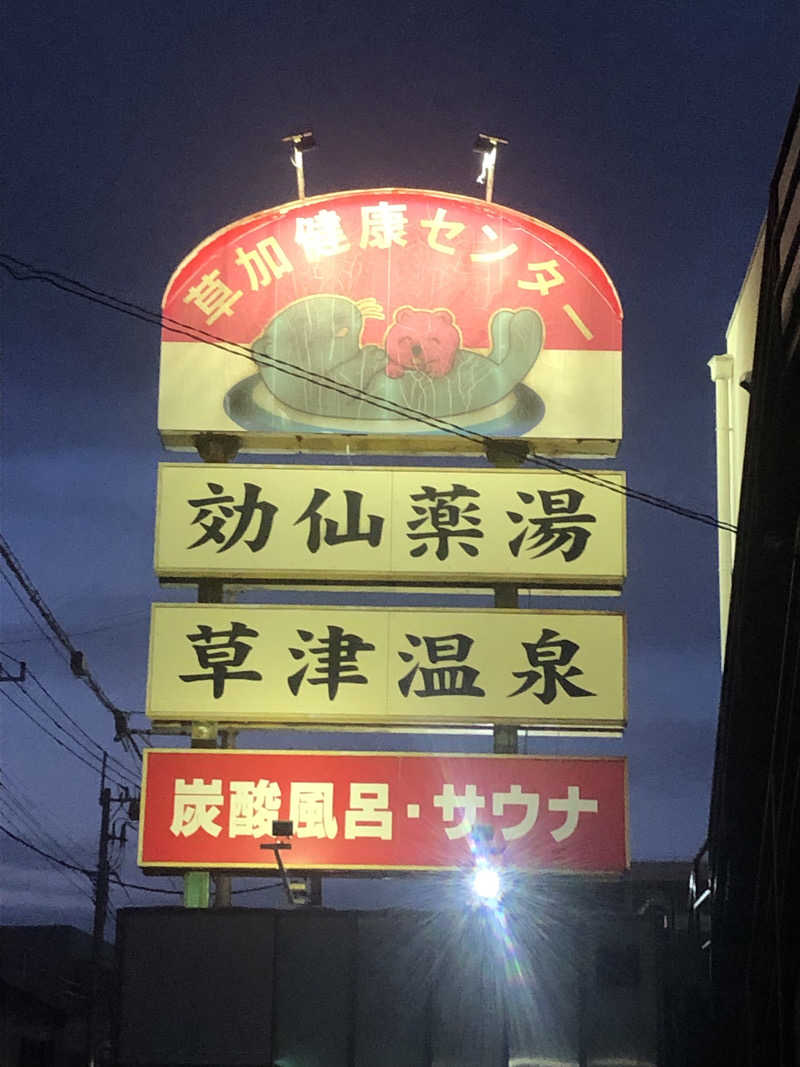 草加健康センター
効仙薬湯
草津温泉
炭酸風呂・サウナ